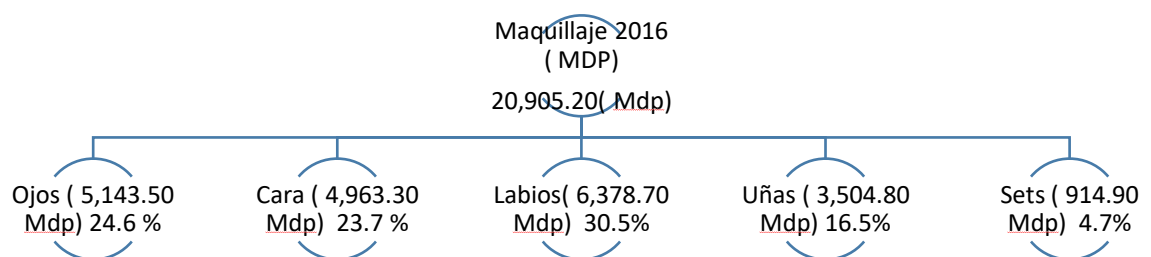 Maquillaje 2016
( MDP)
20,905.20( Mdp)
Ojos ( 5,143.50
Mdp) 24.6 %
Cara ( 4,963.30
Mdp) 23.7 %
Labios( 6,378.70
Mdp) 30.5%
Uñas ( 3,504.80
Mdp) 16.5%
Sets ( 914.90
Mdp) 4.7%